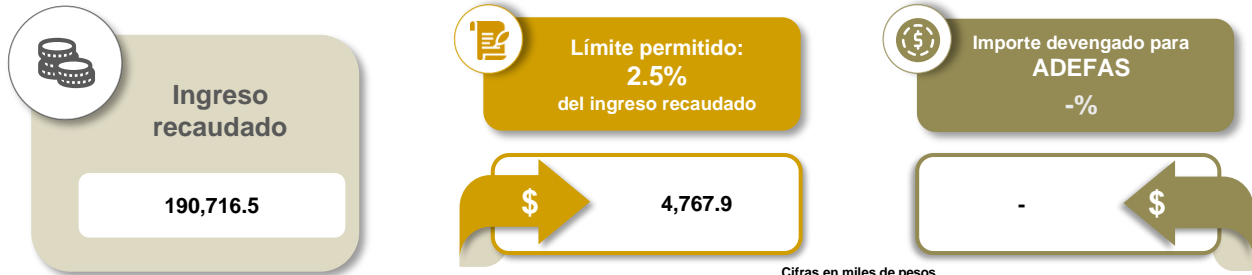 Ingreso
recaudado
190,716.5
Límite permitido:
2.5%
del ingreso recaudado
$
4,767.9
Importe devengado para
ADEFAS
-%
-
$
Cifras en miles de pesos